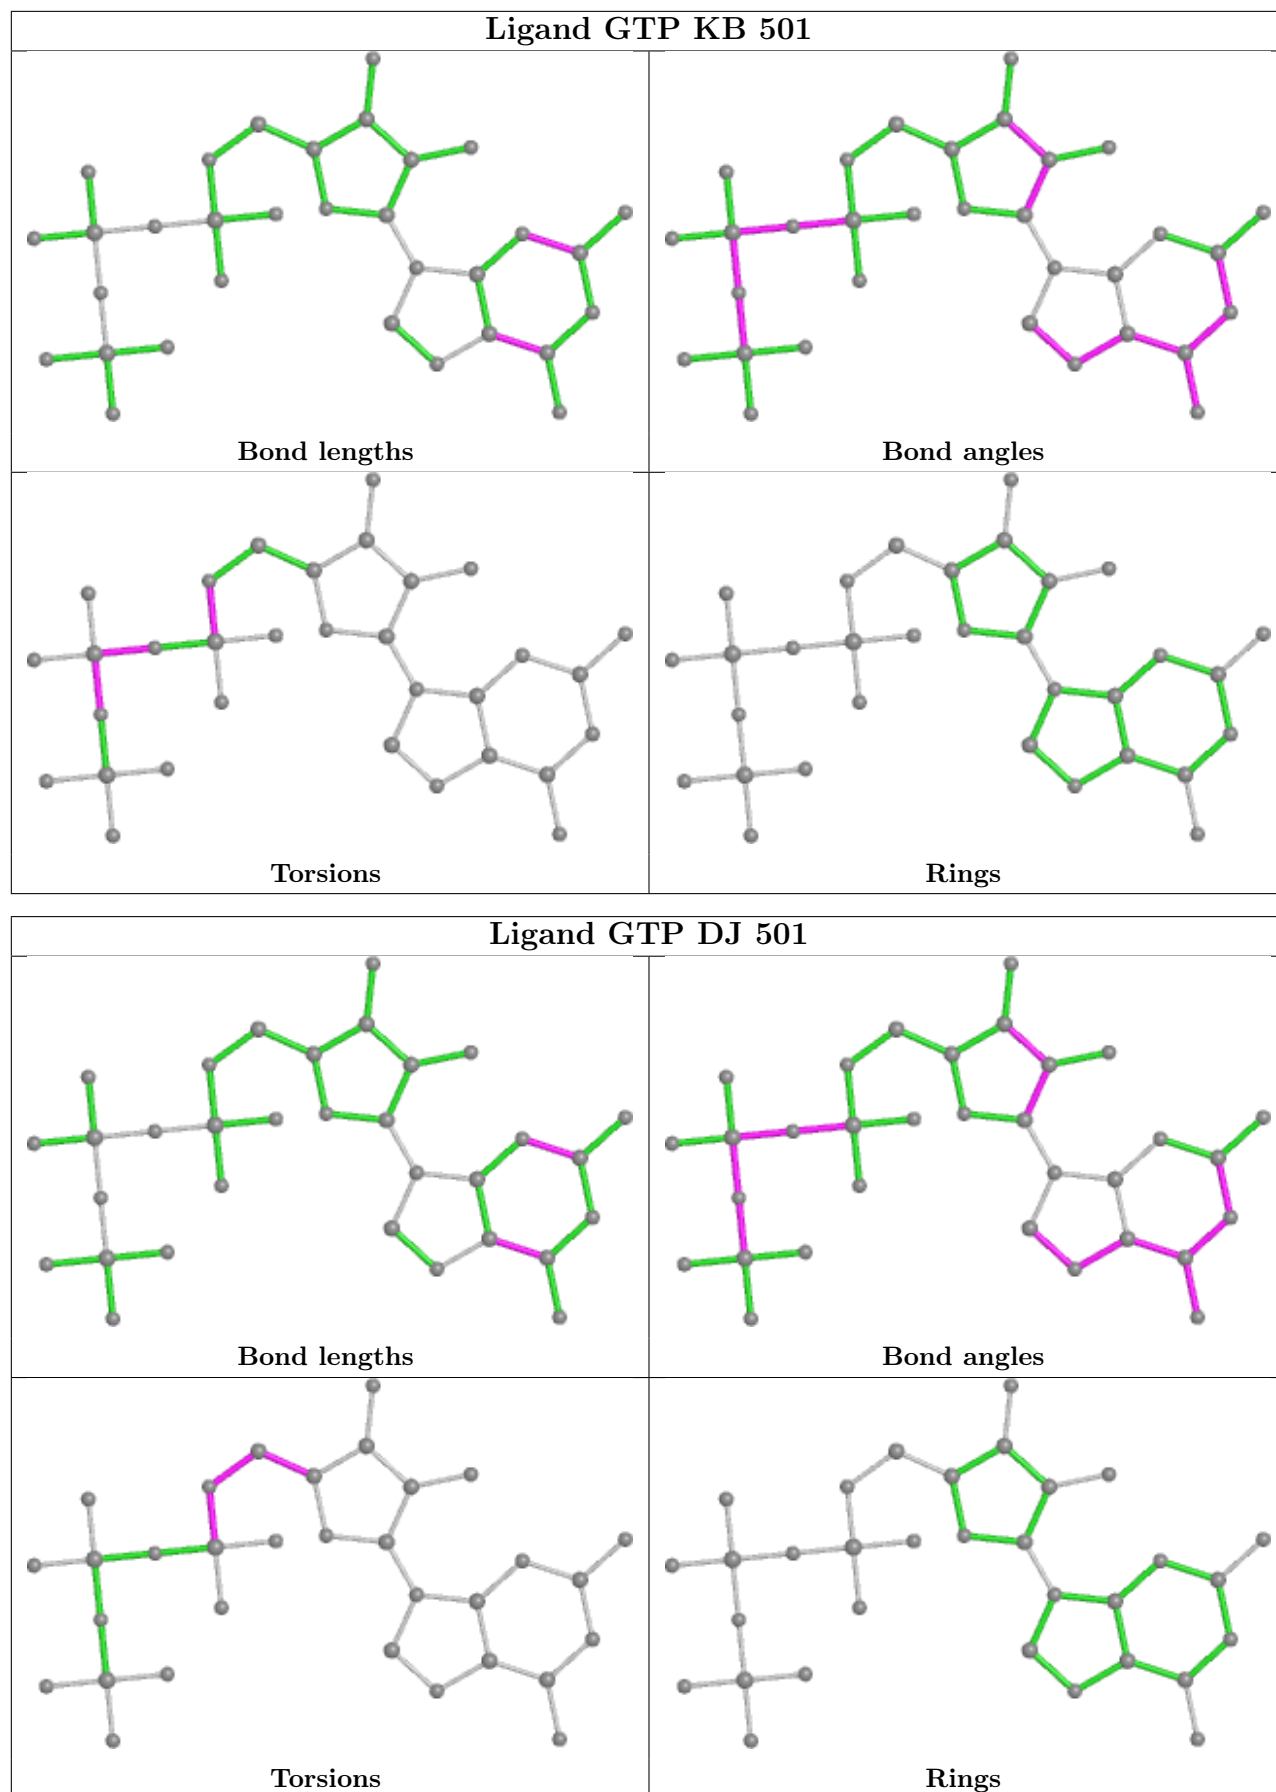 Ligand GTP KB 501
Bond lengths
Bond angles
Torsions
Rings
Ligand GTP DJ 501
Bond lengths
Bond angles
Torsions
Rings